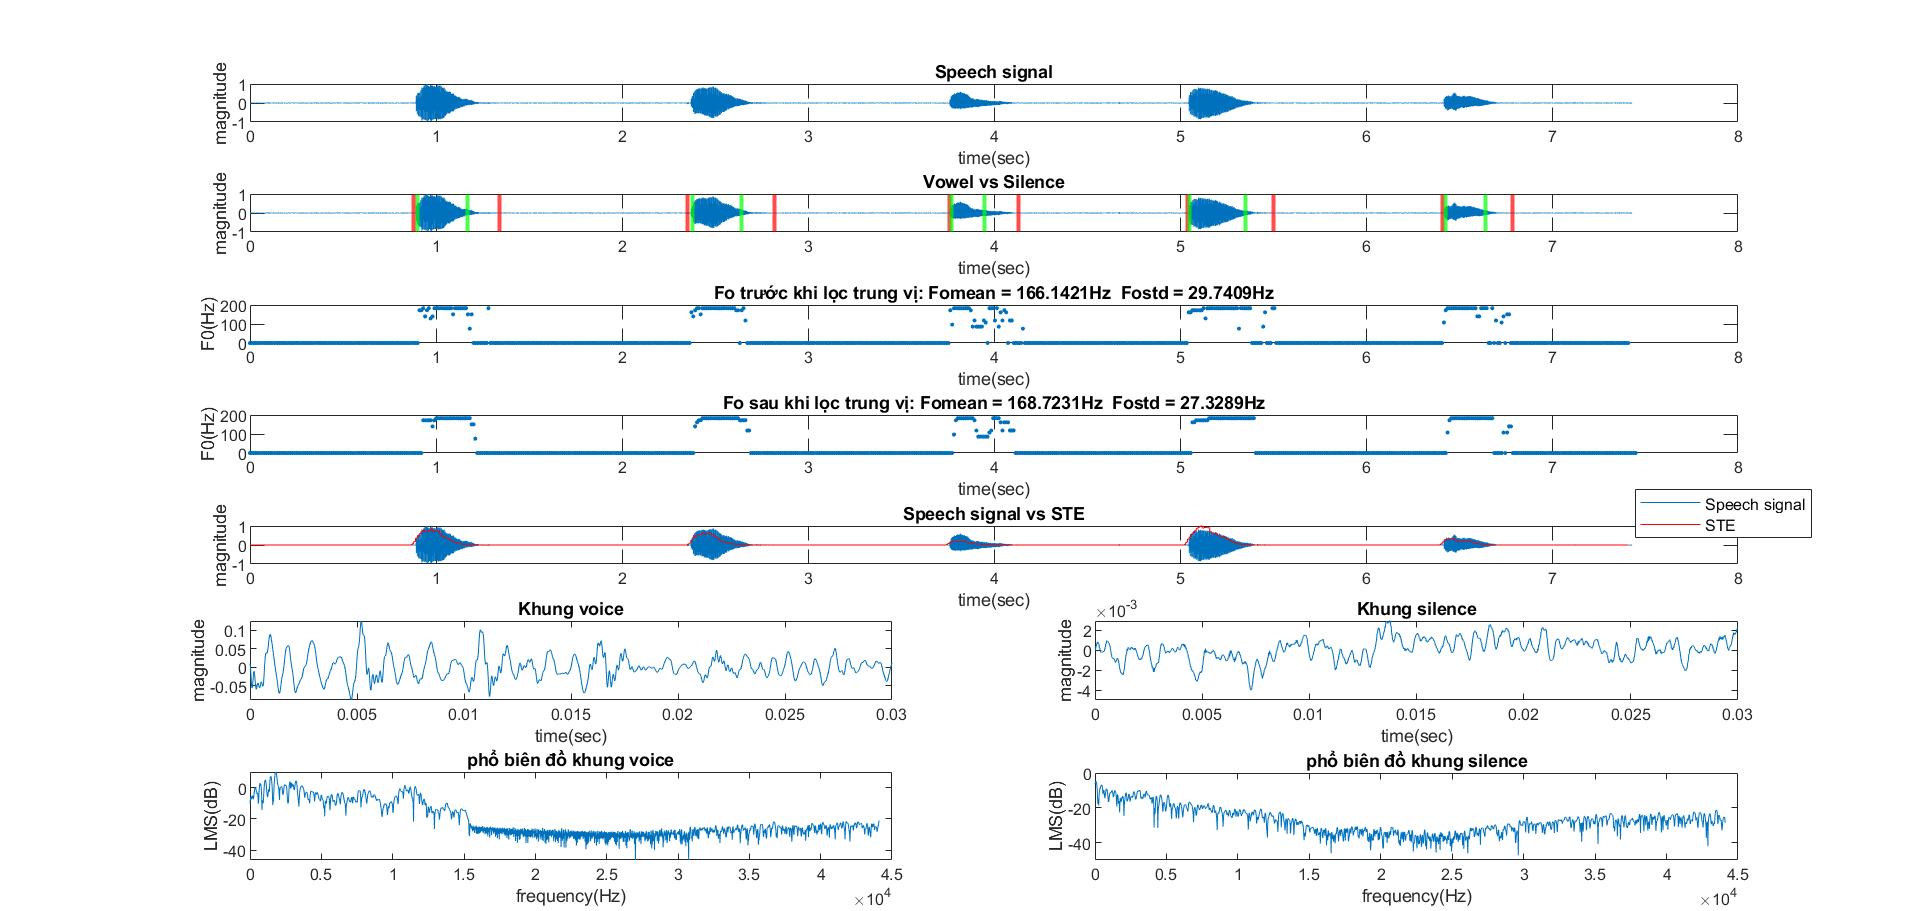 Speech signal
magnitude
1
0
-1
0 1 2 3 4 5 6 7 8
time(sec)
Vowel vs Silence
magnitude
1
0
-1
0 1 2 3 4 5 6 7 8
time(sec)
Fo trước khi lọc trung vị: Fomean = 166.1421Hz Fostd = 29.7409Hz
F0(Hz)
200
100
0
0 1 2 3 4 5 6 7 8
time(sec)
Fo sau khi lọc trung vị: Fomean = 168.7231Hz Fostd = 27.3289Hz
F0(Hz)
200
100
0
0 1 2 3 4 5 6 7 8
time(sec)
Speech signal vs STE
Speech signal
STE
magnitude
1
0
-1
0 1 2 3 4 5 6 7 8
time(sec)
Khung voice
magnitude
0.1
0.05
0
-0.05
0 0.005 0.01 0.015 0.02 0.025 0.03
time(sec)
Khung silence
×10-3
magnitude
2
0
-2
-4
0 0.005 0.01 0.015 0.02 0.025 0.03
time(sec)
phổ biên đồ khung voice
LMS(dB)
0
-20
-40
0 0.5 1 1.5 2 2.5 3 3.5 4 4.5
frequency(Hz)
×104
phổ biên đồ khung silence
LMS(dB)
0
-20
-40
0 0.5 1 1.5 2 2.5 3 3.5 4 4.5
frequency(Hz)
×104